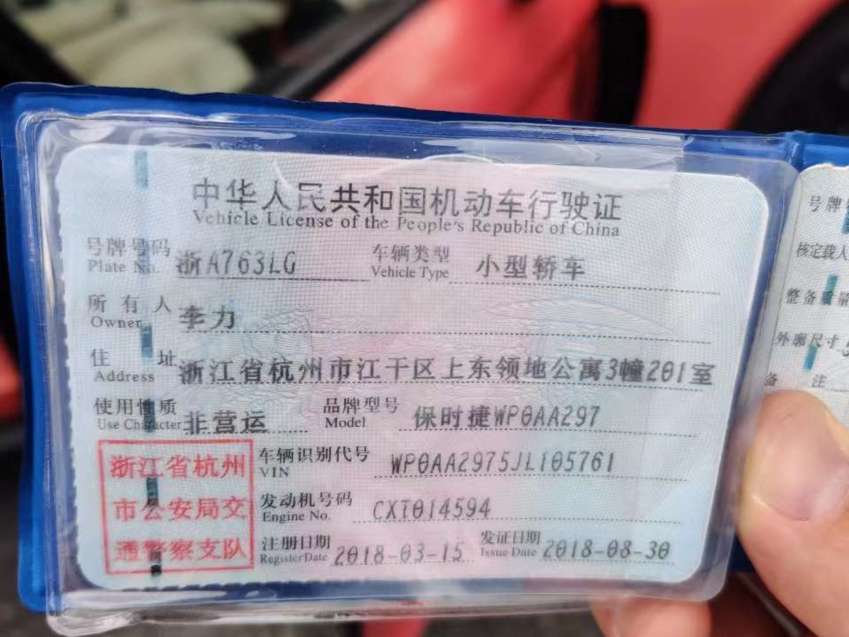 中华人民共和国机动车行驶证
Vehicle License of the People's Republic of China
号牌号码 Plate No. 浙A763LG 车辆类型 Vehicle Type 小型轿车
所有人 Owner 李力
住址 Address 浙江省杭州市江干区上东领地公寓3幢201室
使用性质 Use Character 非营运 品牌型号 Model 保时捷WP0AA297
浙江省杭州
市公安局交
通警察支队
车辆识别代号 VIN WP0AA2975JL105761
发动机号码 Engine No. CXT014594
注册日期 Register Date 2018-03-15 发证日期 Issue Date 2018-08-30
号牌
核定载人
整备质量
外廓尺寸
备注